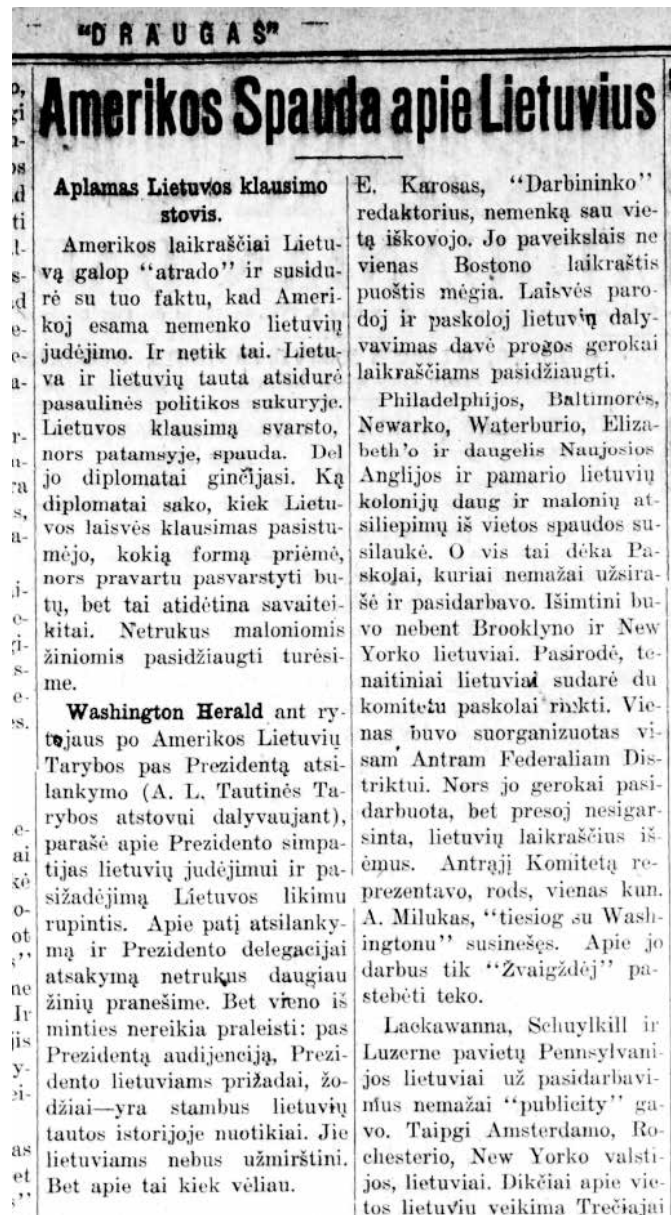 "DRAUGAS"
Amerikos Spauda apie Lietuvius
Aplamas Lietuvos klausimo
stovis.
Amerikos laikraščiai Lietu-
vą galop "atrado" ir susidu-
rė su tuo faktu, kad Ameri-
koj esama nemenko lietuvių
judėjimo. Ir netik tai. Lietu-
va ir lietuvių tauta atsidurė
pasaulinės politikos sukuryje.
Lietuvos klausimą svarsto,
nors patamsyje, spauda. Del
jo diplomatai ginčijasi. Ką
diplomatai sako, kiek Lietu-
vos laisvės klausimas pasistu-
mėjo, kokią formą priėmė,
nors pravartu pasvarstyti bu-
tų, bet tai atidėtina savaitei-
kitai. Netrukus maloniomis
žiniomis pasidžiaugti turėsi-
me.
Washington Herald ant ry-
tojaus po Amerikos Lietuvių
Tarybos pas Prezidentą atsi-
lankymo (A. L. Tautinės Ta-
rybos atstovui dalyvaujant),
parašė apie Prezidento simpa-
tijas lietuvių judėjimui ir pa-
sižadėjimą Lietuvos likimu
rupintis. Apie patį atsilanky-
mą ir Prezidento delegacijai
atsakymą netrukus daugiau
žinių pranešime. Bet vieno iš
minties nereikia praleisti: pas
Prezidentą audijenciją, Prezi-
dento lietuviams prižadai, žo-
džiai—yra stambus lietuvių
tautos istorijoje nuotikiai. Jie
lietuviams nebus užmirštini.
Bet apie tai kiek vėliau.
E. Karosas, "Darbininko"
redaktorius, nemenką sau vie-
tą iškovojo. Jo paveikslais ne
vienas Bostono laikraštis
puoštis mėgia. Laisvės paro-
doj ir paskoloj lietuvių daly-
vavimas davė progos gerokai
laikraščiams pasidžiaugti.
Philadelphijos, Baltimorės,
Newarko, Waterburio, Eliza-
beth'o ir daugelis Naujosios
Anglijos ir pamario lietuvių
kolonijų daug ir malonių at-
siliepimų iš vietos spaudos su-
silaukė. O vis tai dėka Pa-
skolai, kuriai nemažai užsira-
šė ir pasidarbavo. Išimtini bu-
vo nebent Brooklyno ir New
Yorko lietuviai. Pasirodė, te-
naitiniai lietuviai sudarė du
komitetu paskolai rinkti. Vie-
nas buvo suorganizuotas vi-
sam Antram Federaliam Dis-
triktui. Nors jo gerokai pasi-
darbuota, bet presoj nesigar-
sinta, lietuvių laikraščius iš-
ėmus. Antrąjį Komitetą re-
prezentavo, rods, vienas kun.
A. Milukas, "tiesiog su Wash-
ingtonu" susinešęs. Apie jo
darbus tik "Žvaigždėj" pa-
stebėti teko.
Lackawanna, Schuylkill ir
Luzerne pavietų Pennsylvani-
jos lietuviai už pasidarbavi-
mus nemažai "publicity" ga-
vo. Taipgi Amsterdamo, Ro-
chesterio, New Yorko valsti-
jos, lietuviai. Dikčiai apie vie-
tos lietuvių veikimą Trečiajai